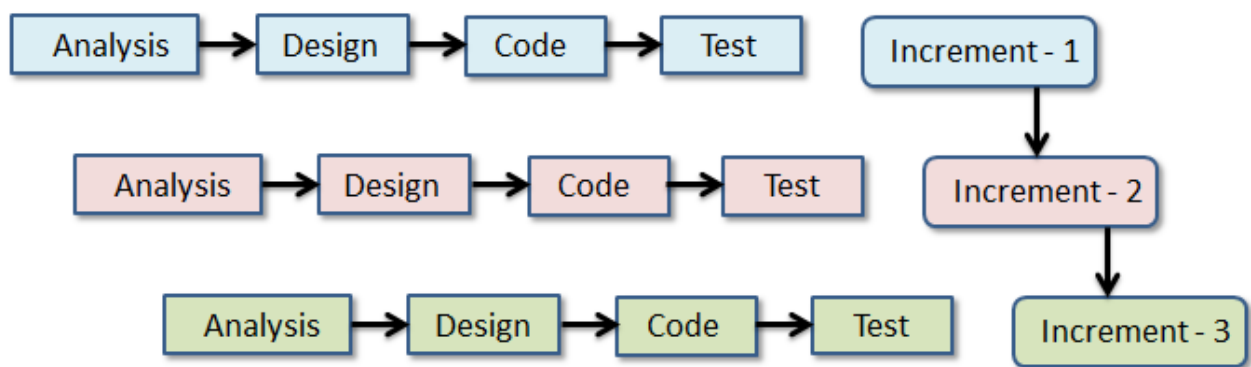 Analysis Design Code Test Increment - 1
Analysis Design Code Test Increment - 2
Analysis Design Code Test Increment - 3